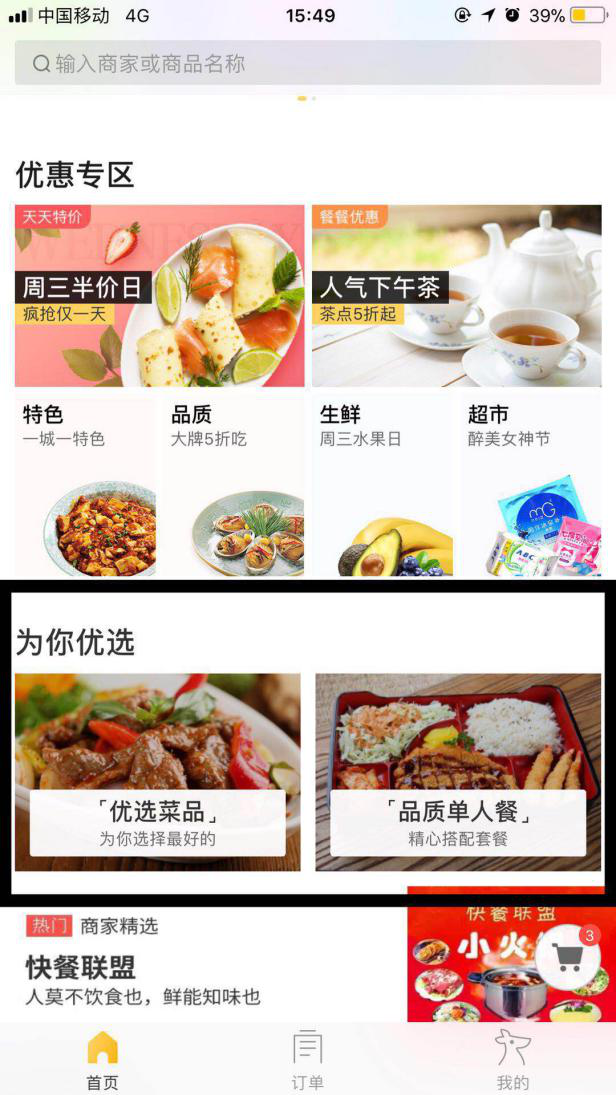 中国移动 4G 15:49 39%
输入商家或商品名称
优惠专区
天天特价
周三半价日
疯抢仅一天
餐餐优惠
人气下午茶
茶点5折起
特色
一城一特色
品质
大牌5折吃
生鲜
周三水果日
超市
醉美女神节
ABC
为你优选
「优选菜品」
为你选择最好的
「品质单人餐」
精心搭配套餐
热门 商家精选
快餐联盟
人莫不饮食也，鲜能知味也
快餐联盟
小火
3
首页
订单
我的